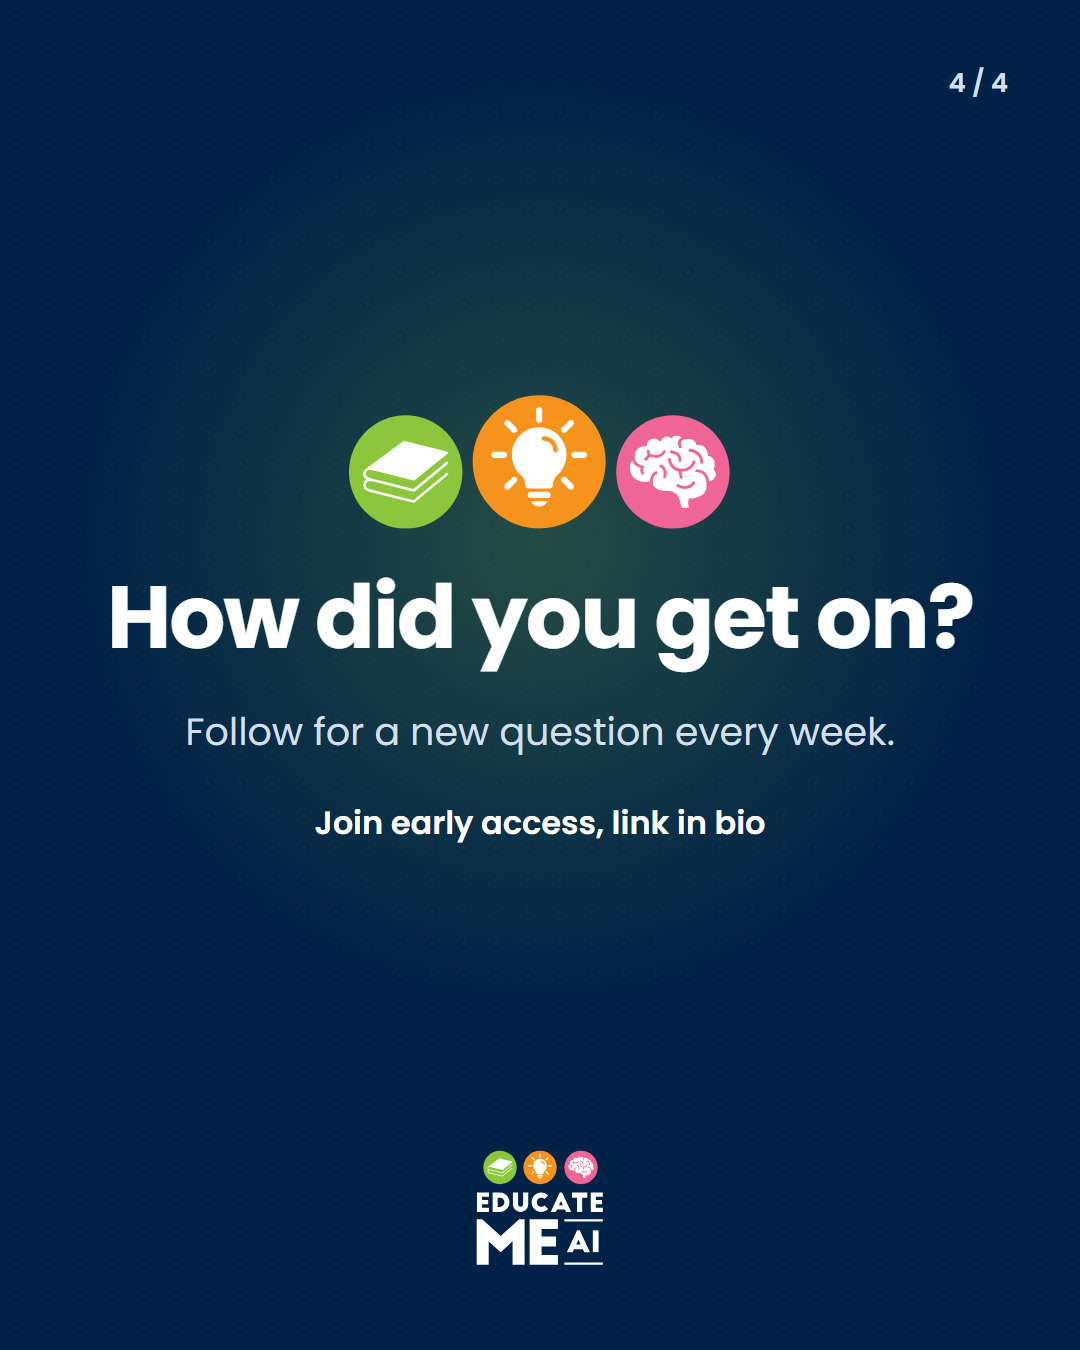 4 / 4
How did you get on?
Follow for a new question every week.
Join early access, link in bio
EDUCATE
ME AI